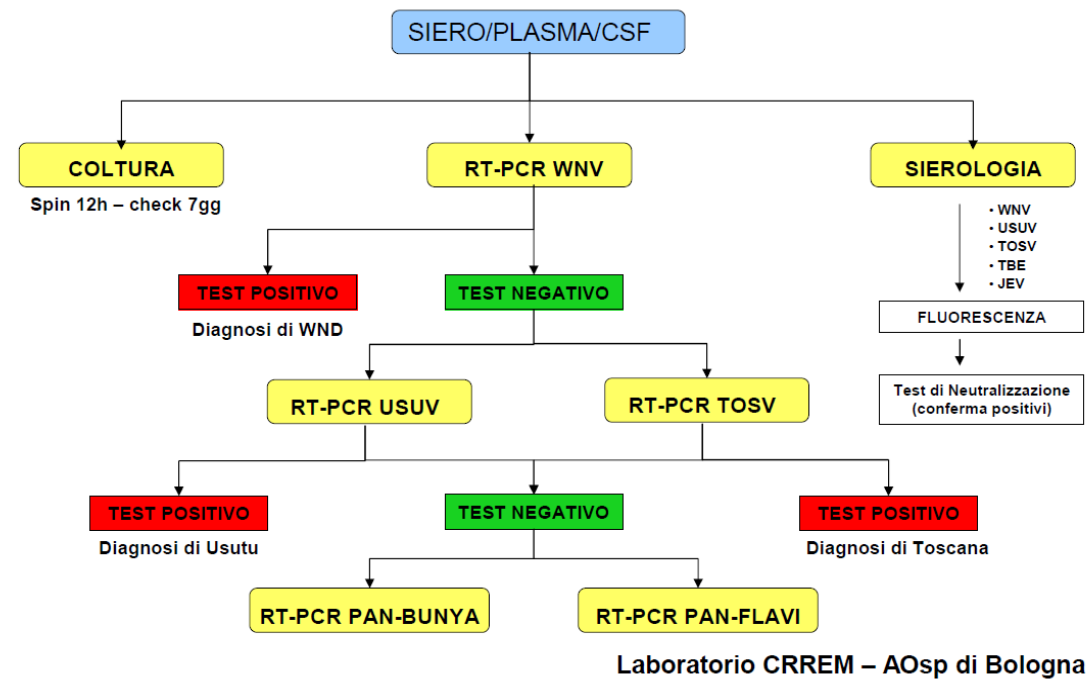 SIERO/PLASMA/CSF
COLTURA
RT-PCR WNV
SIEROLOGIA
Spin 12h – check 7gg
• WNV
• USUV
• TOSV
• TBE
• JEV
TEST POSITIVO
TEST NEGATIVO
Diagnosi di WND
FLUORESCENZA
Test di Neutralizzazione
(conferma positivi)
RT-PCR USUV
RT-PCR TOSV
TEST POSITIVO
TEST NEGATIVO
TEST POSITIVO
Diagnosi di Usutu
Diagnosi di Toscana
RT-PCR PAN-BUNYA
RT-PCR PAN-FLAVI
Laboratorio CRREM – AOsp di Bologna